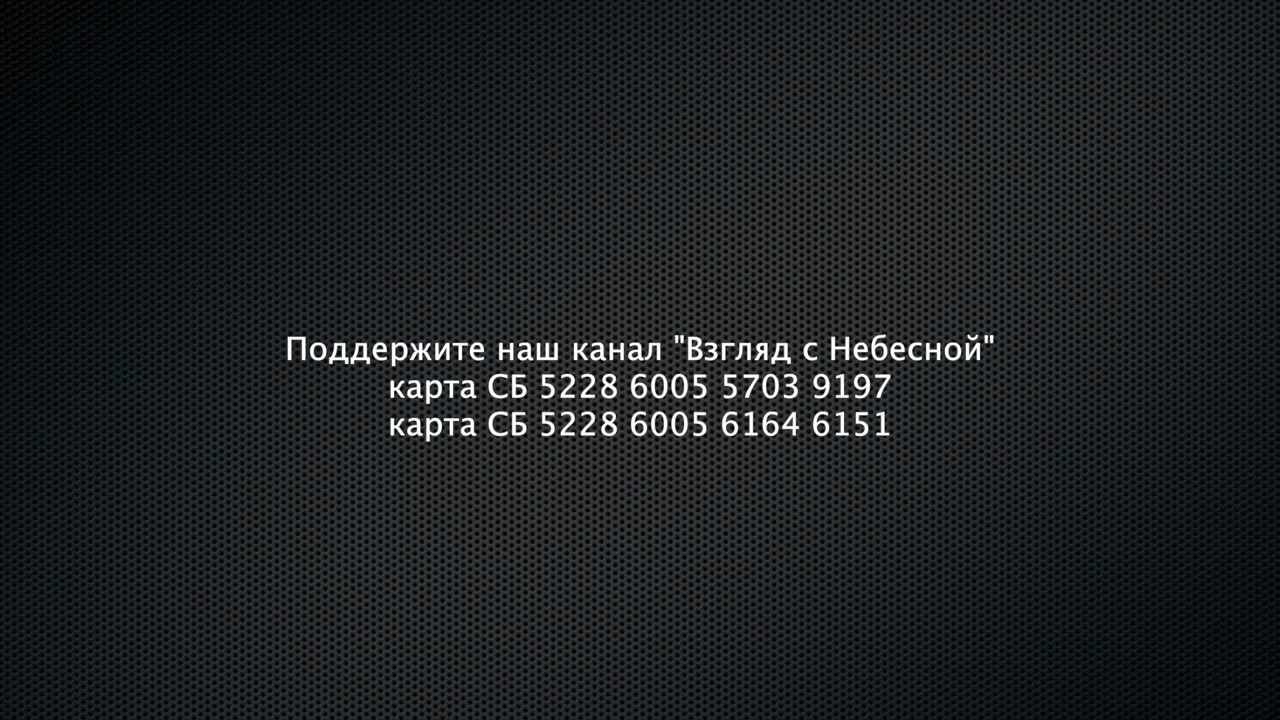 Поддержите наш канал "Взгляд с Небесной"
карта СБ 5228 6005 5703 9197
карта СБ 5228 6005 6164 6151